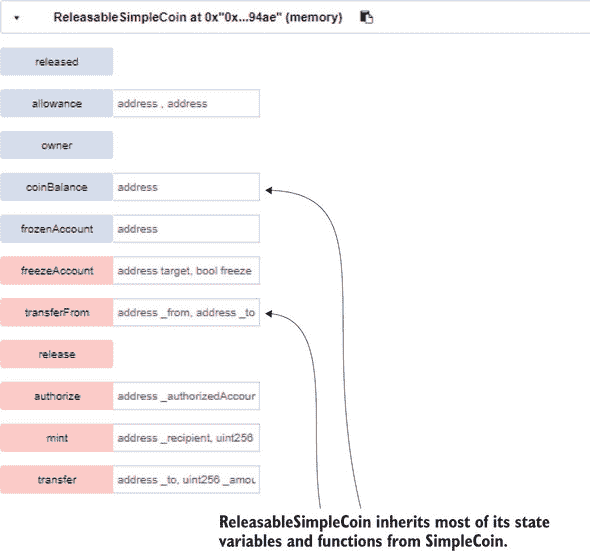 ReleasableSimpleCoin at 0x"0x...94ae" (memory)
released
allowance address , address
owner
coinBalance address
frozenAccount address
freezeAccount address target, bool freeze
transferFrom address _from, address _to
release
authorize address _authorizedAccour
mint address _recipient, uint256
transfer address _to, uint256 _amou
ReleasableSimpleCoin inherits most of its state
variables and functions from SimpleCoin.